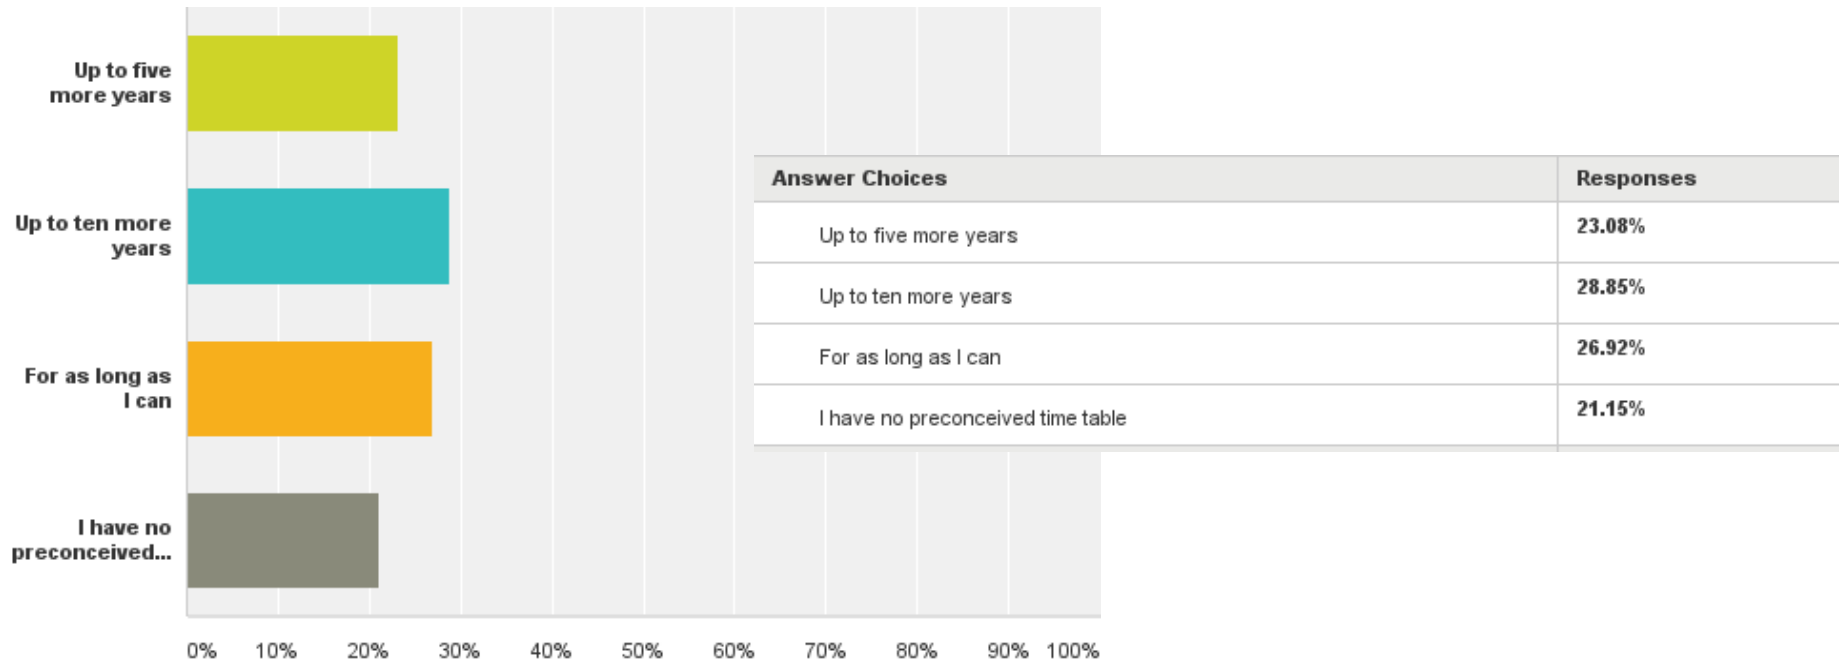 Up to five
more years
Up to ten more
years
For as long as
I can
I have no
preconceived...
0% 10% 20% 30% 40% 50% 60% 70% 80% 90% 100%
Answer Choices Responses
Up to five more years 23.08%
Up to ten more years 28.85%
For as long as I can 26.92%
I have no preconceived time table 21.15%